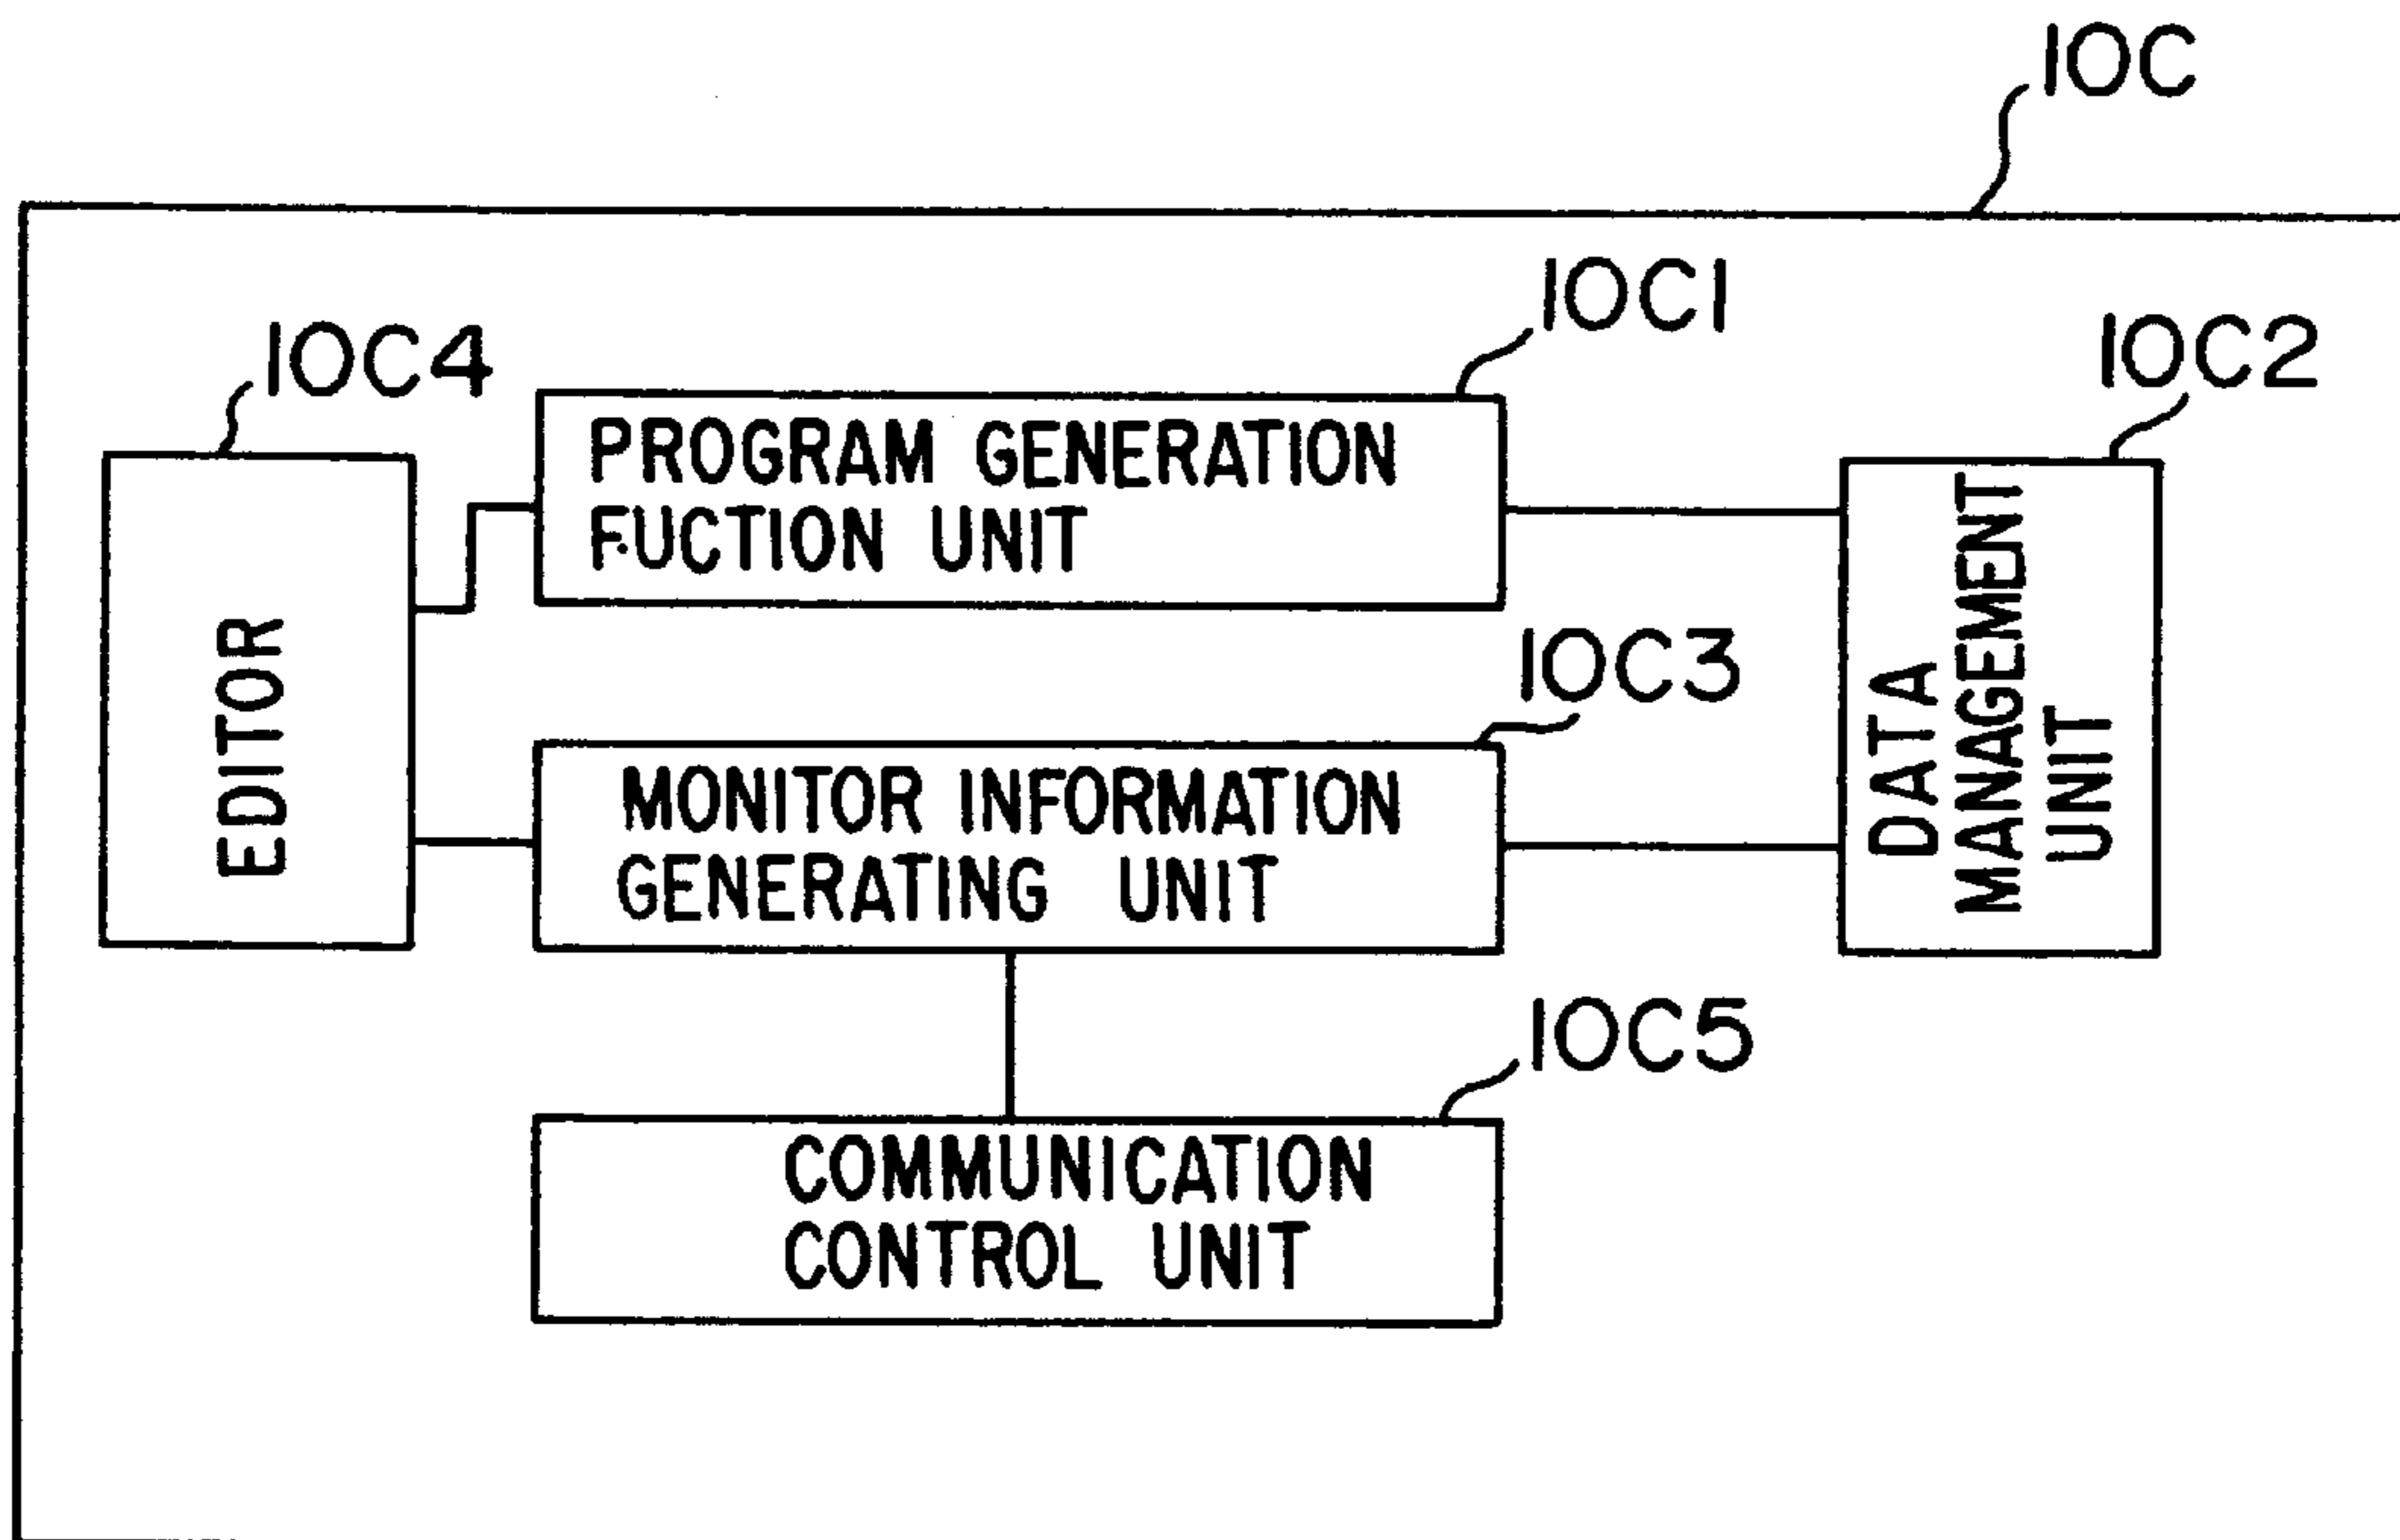 10C
10C1
10C4
10C2
PROGRAM GENERATION
FUCTION UNIT
EDITOR
DATA
MANAGEMENT
UNIT
10C3
MONITOR INFORMATION
GENERATING UNIT
10C5
COMMUNICATION
CONTROL UNIT